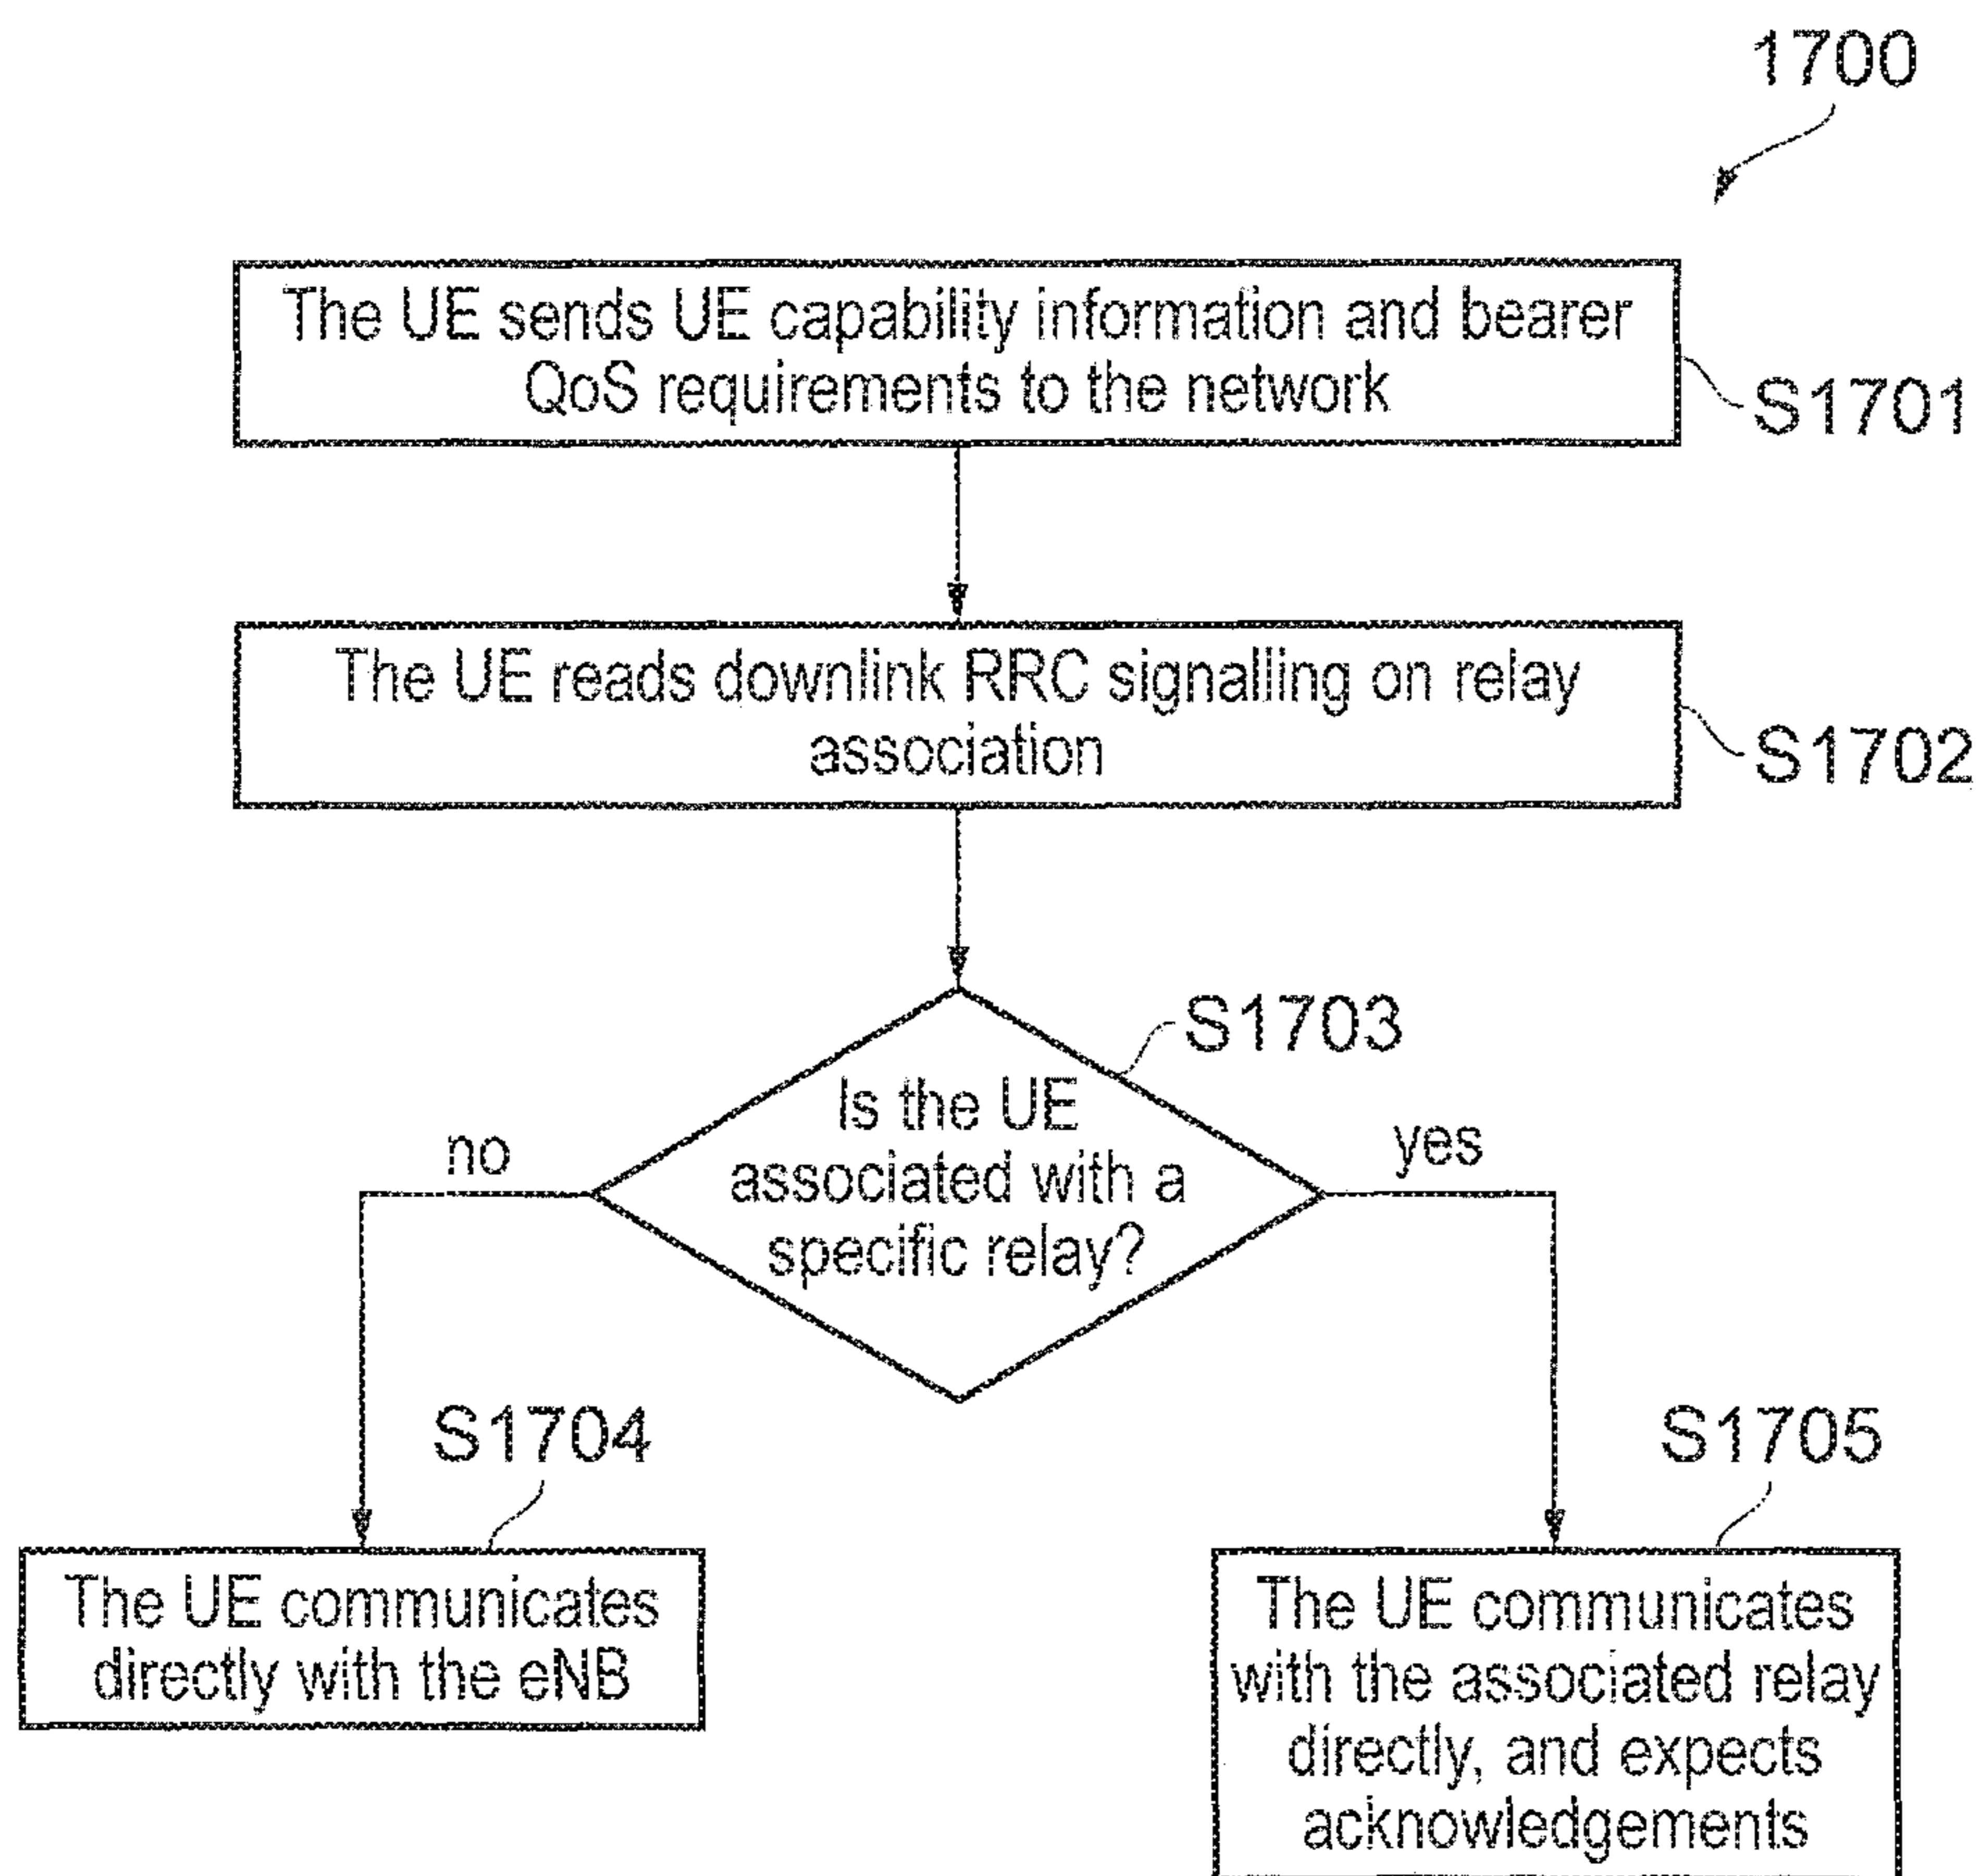 1700
The UE sends UE capability information and bearer
QoS requirements to the network
S1701
The UE reads downlink RRC signalling on relay
association
S1702
S1703
Is the UE
associated with a
specific relay?
no
yes
S1704
The UE communicates
directly with the eNB
S1705
The UE communicates
with the associated relay
directly, and expects
acknowledgements